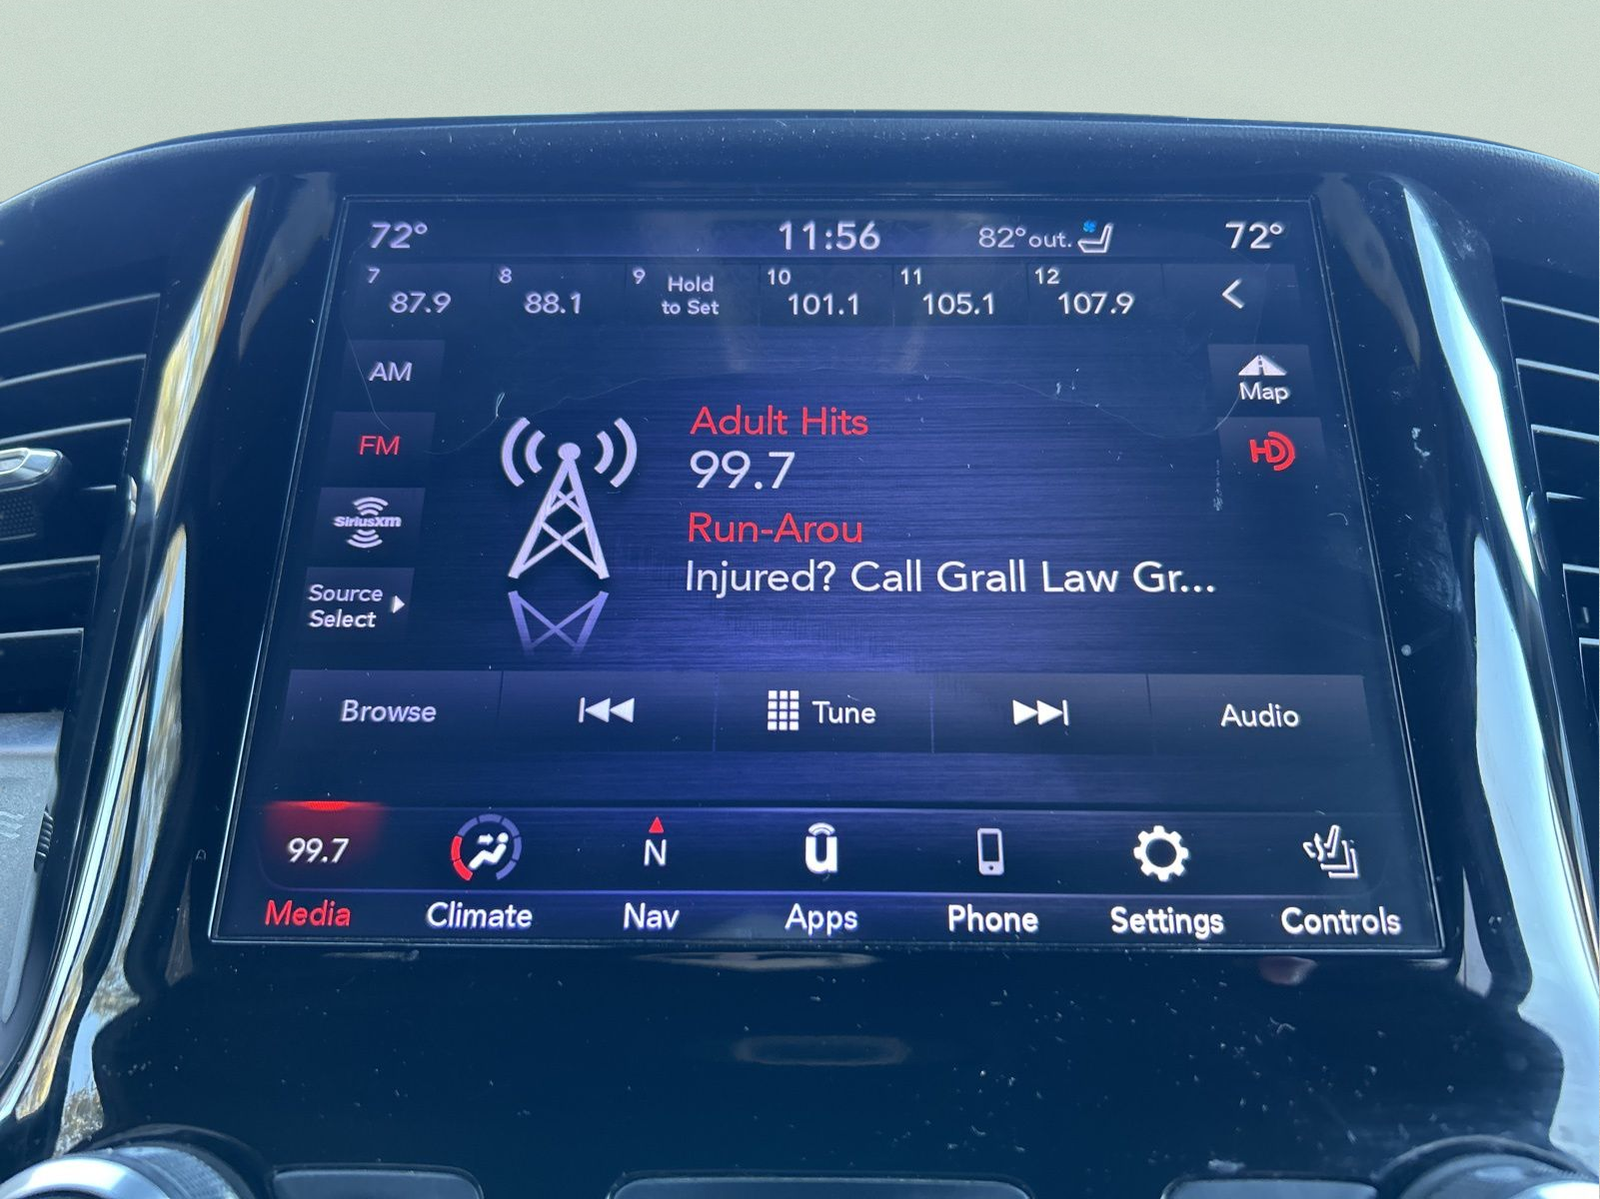 72° 11:56 82° out. 72°
7 87.9 8 88.1 9 Hold to Set 10 101.1 11 105.1 12 107.9
AM
Map
Adult Hits
FM
HD
99.7
SiriusXM
Run-Arou
Injured? Call Grall Law Gr...
Source
Select
Browse Tune Audio
99.7 N u
Media Climate Nav Apps Phone Settings Controls